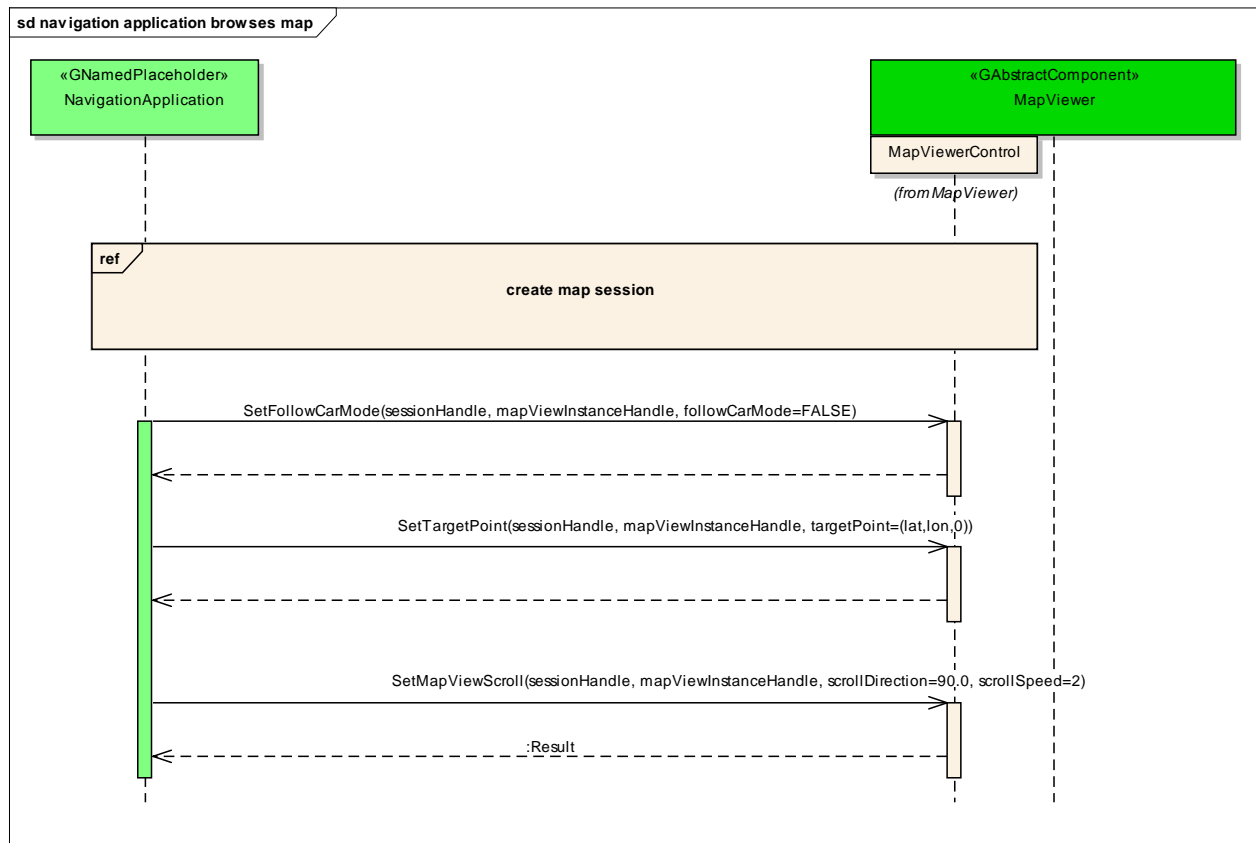 sd navigation application browses map
«GNamedPlaceholder»
NavigationApplication
«GAbstractComponent»
MapViewer
MapViewerControl
(from MapViewer)
ref
create map session
SetFollowCarMode(sessionHandle, mapViewInstanceHandle, followCarMode=FALSE)
SetTargetPoint(sessionHandle, mapViewInstanceHandle, targetPoint=(lat,lon,0))
SetMapViewScroll(sessionHandle, mapViewInstanceHandle, scrollDirection=90.0, scrollSpeed=2)
:Result